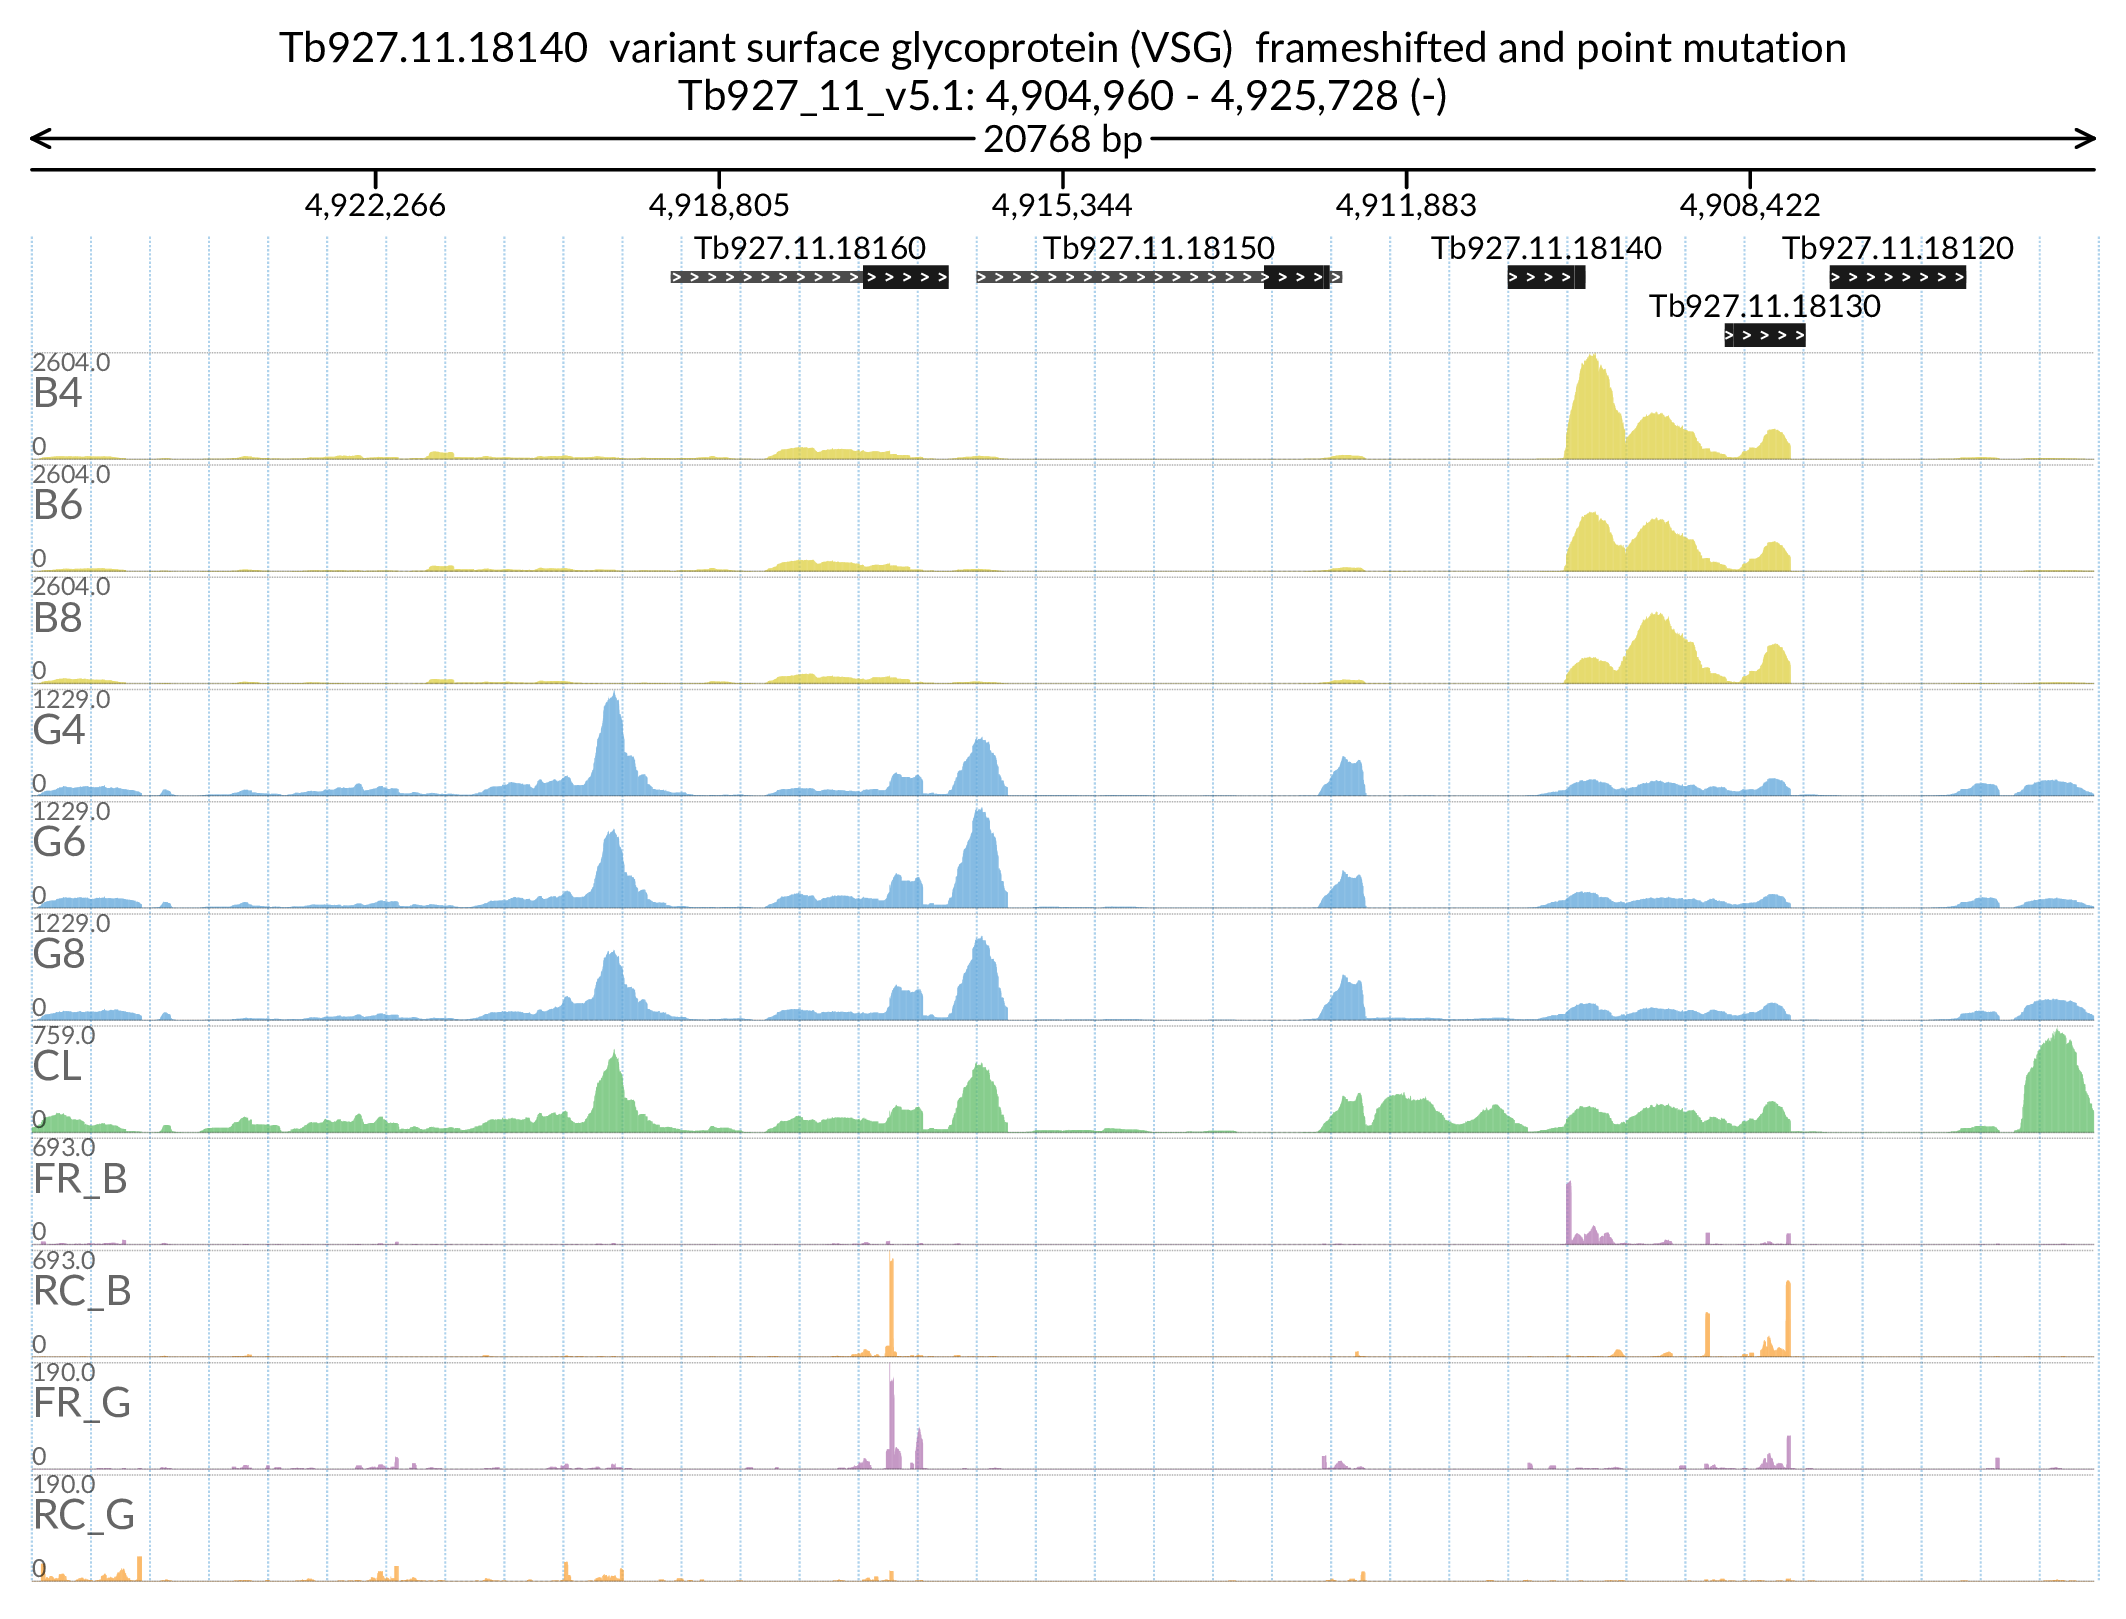 Tb927.11.18140  variant surface glycoprotein (VSG)  frameshifted and point mutation
Tb927_11_v5.1: 4,904,960 - 4,925,728 (-)
20768 bp
4,922,266 4,918,805 4,915,344 4,911,883 4,908,422
Tb927.11.18160 Tb927.11.18150 Tb927.11.18140 Tb927.11.18120
Tb927.11.18130
2604.0
B4
0
2604.0
B6
0
2604.0
B8
0
1229.0
G4
0
1229.0
G6
0
1229.0
G8
0
759.0
CL
0
693.0
FR_B
0
693.0
RC_B
0
190.0
FR_G
0
190.0
RC_G
0